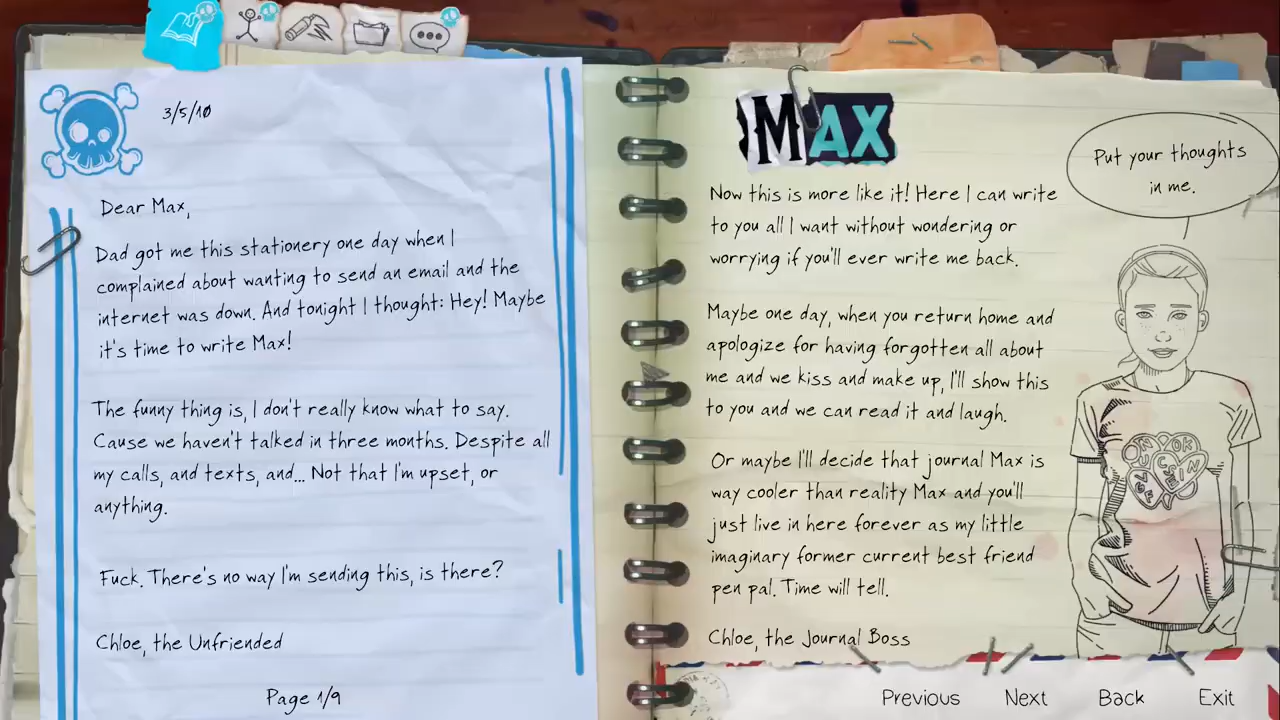 3/5/10
Dear Max,
Dad got me this stationery one day when I
complained about wanting to send an email and the
internet was down. And tonight I thought: Hey! Maybe
it's time to write Max!
The funny thing is, I don't really know what to say.
Cause we haven't talked in three months. Despite all
my calls, and texts, and... Not that I'm upset, or
anything.
Fuck. There's no way I'm sending this, is there?
Chloe, the Unfriended
Page 1/9
MAX
Now this is more like it! Here I can write
to you all I want without wondering or
worrying if you'll ever write me back.
Maybe one day, when you return home and
apologize for having forgotten all about
me and we kiss and make up, I'll show this
to you and we can read it and laugh.
Or maybe I'll decide that journal Max is
way cooler than reality Max and you'll
just live in here forever as my little
imaginary former current best friend
pen pal. Time will tell.
Chloe, the Journal Boss
Put your thoughts
in me.
Previous Next Back Exit